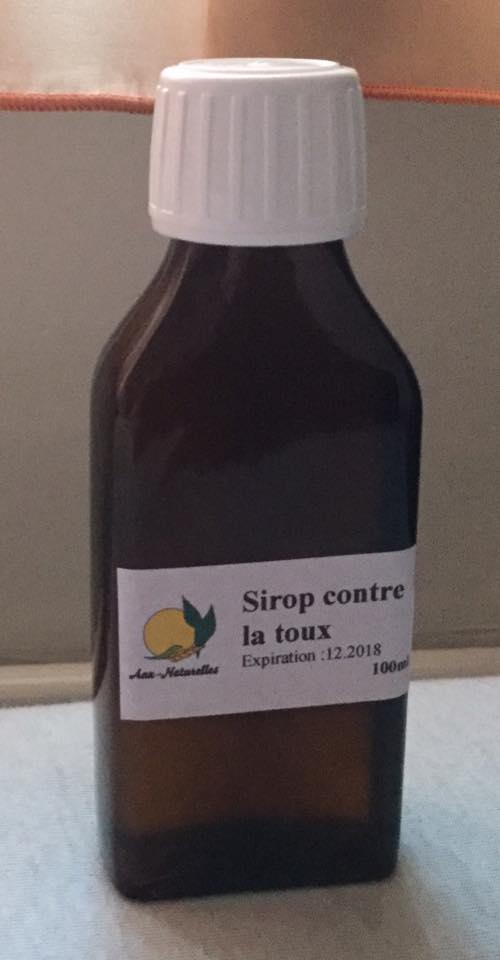 Sirop contre
la toux
Expiration :12.2018
100ml
Aux-Naturelles